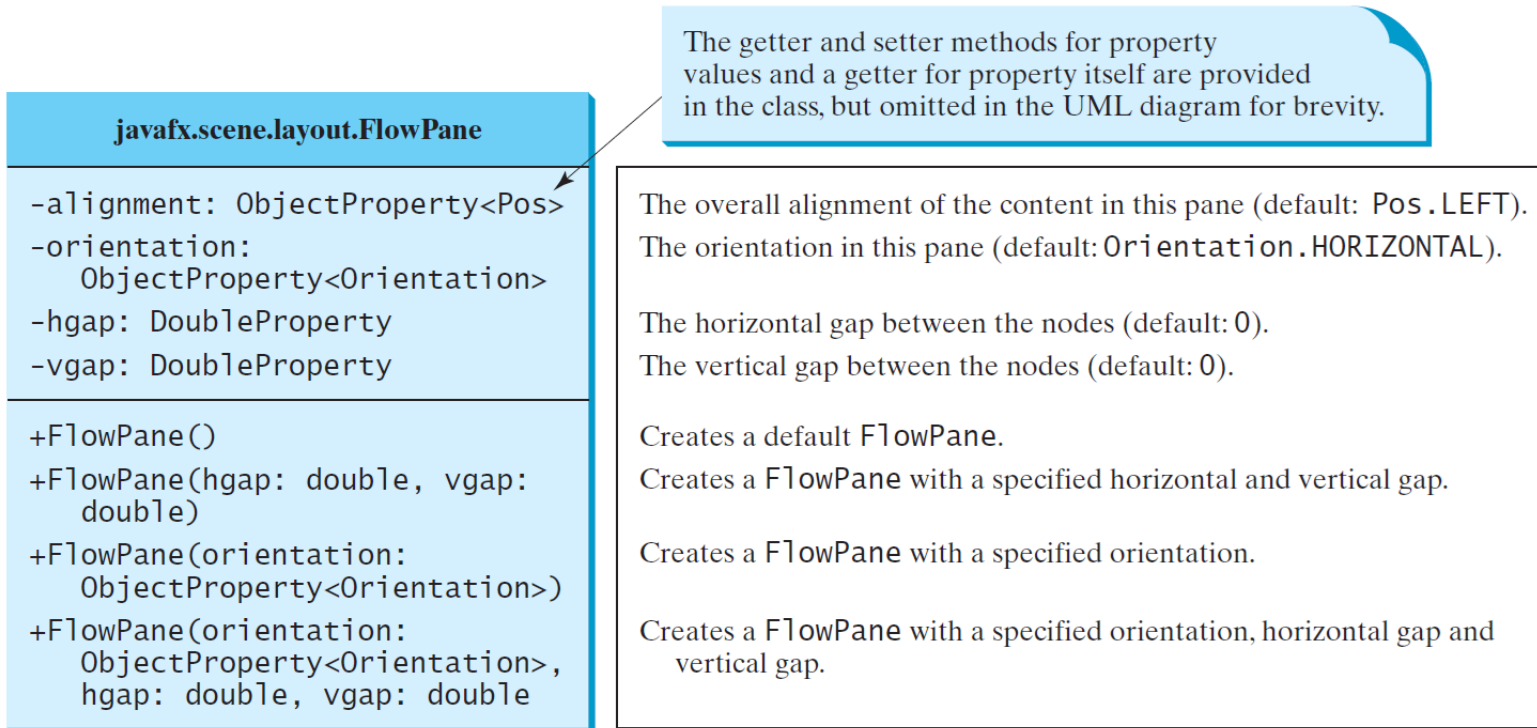 The getter and setter methods for property
values and a getter for property itself are provided
in the class, but omitted in the UML diagram for brevity.
javafx.scene.layout.FlowPane
-alignment: ObjectProperty<Pos>
-orientation:
ObjectProperty<Orientation>
-hgap: DoubleProperty
-vgap: DoubleProperty
+FlowPane()
+FlowPane(hgap: double, vgap:
double)
+FlowPane(orientation:
ObjectProperty<Orientation>)
+FlowPane(orientation:
ObjectProperty<Orientation>,
hgap: double, vgap: double
The overall alignment of the content in this pane (default: Pos.LEFT).
The orientation in this pane (default: Orientation.HORIZONTAL).
The horizontal gap between the nodes (default: 0).
The vertical gap between the nodes (default: 0).
Creates a default FlowPane.
Creates a FlowPane with a specified horizontal and vertical gap.
Creates a FlowPane with a specified orientation.
Creates a FlowPane with a specified orientation, horizontal gap and
vertical gap.